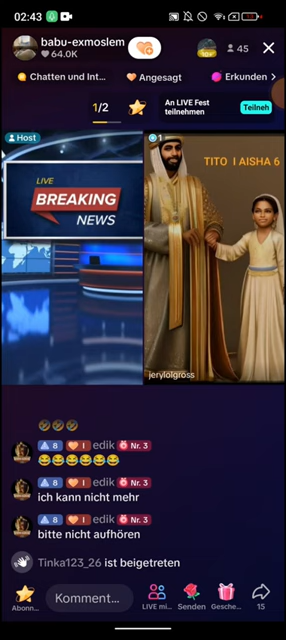 02:43
babu-exmoslem
64.0K
10+
45
Chatten und Int...
Angesagt
Erkunden
1/2
An LIVE Fest
teilnehmen
Teilneh
Host
1
LIVE
BREAKING
NEWS
TITO I AISHA 6
jerylolgross
8 I edik Nr. 3
8 I edik Nr. 3
ich kann nicht mehr
8 I edik Nr. 3
bitte nicht aufhören
Tinka123_26 ist beigetreten
Komment...
Abonn...
LIVE mi...
Senden
Gesche...
15